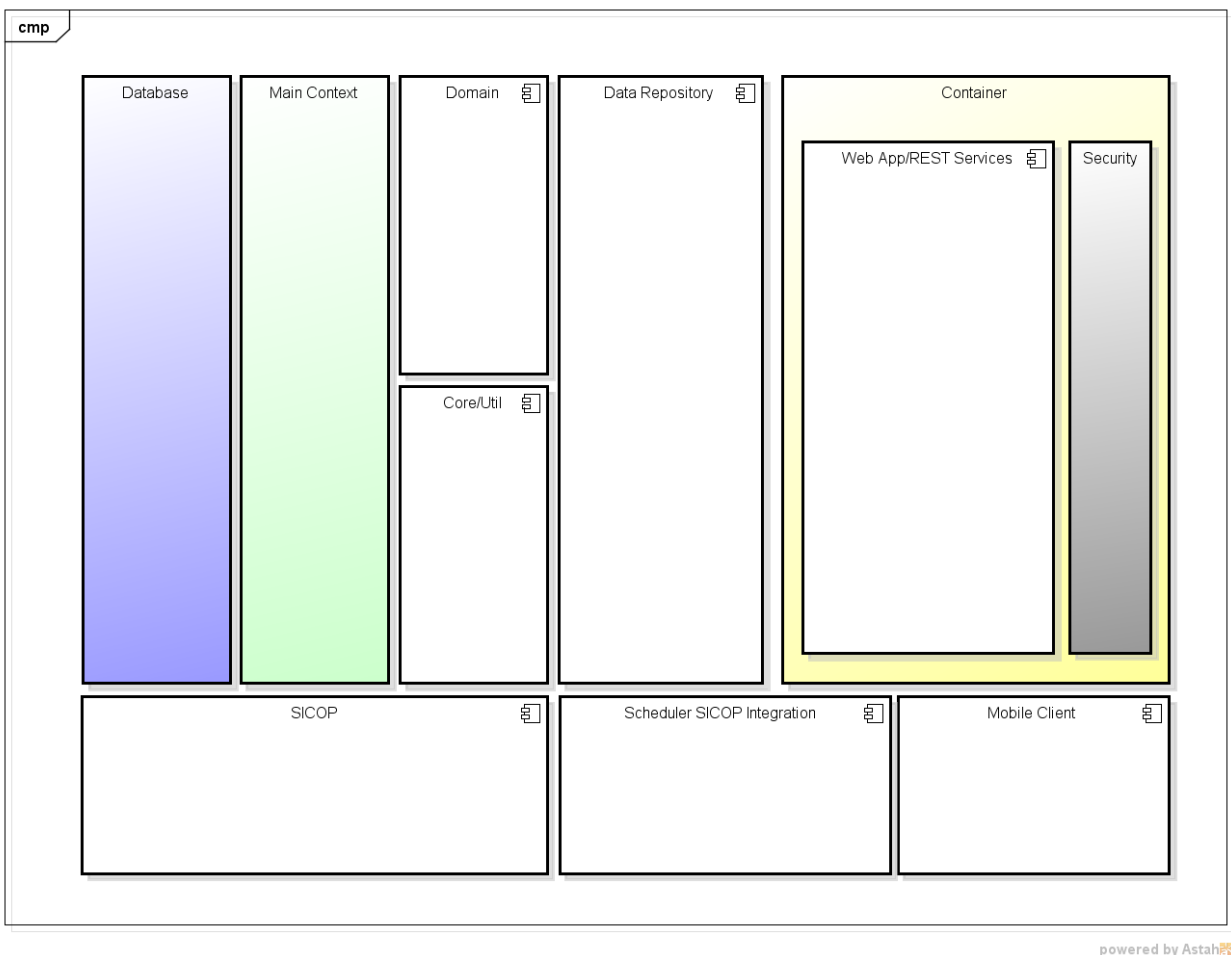 cmp
Database
Main Context
Domain
Data Repository
Container
Web App/REST Services
Security
Core/Util
SICOP
Scheduler SICOP Integration
Mobile Client
powered by Astah